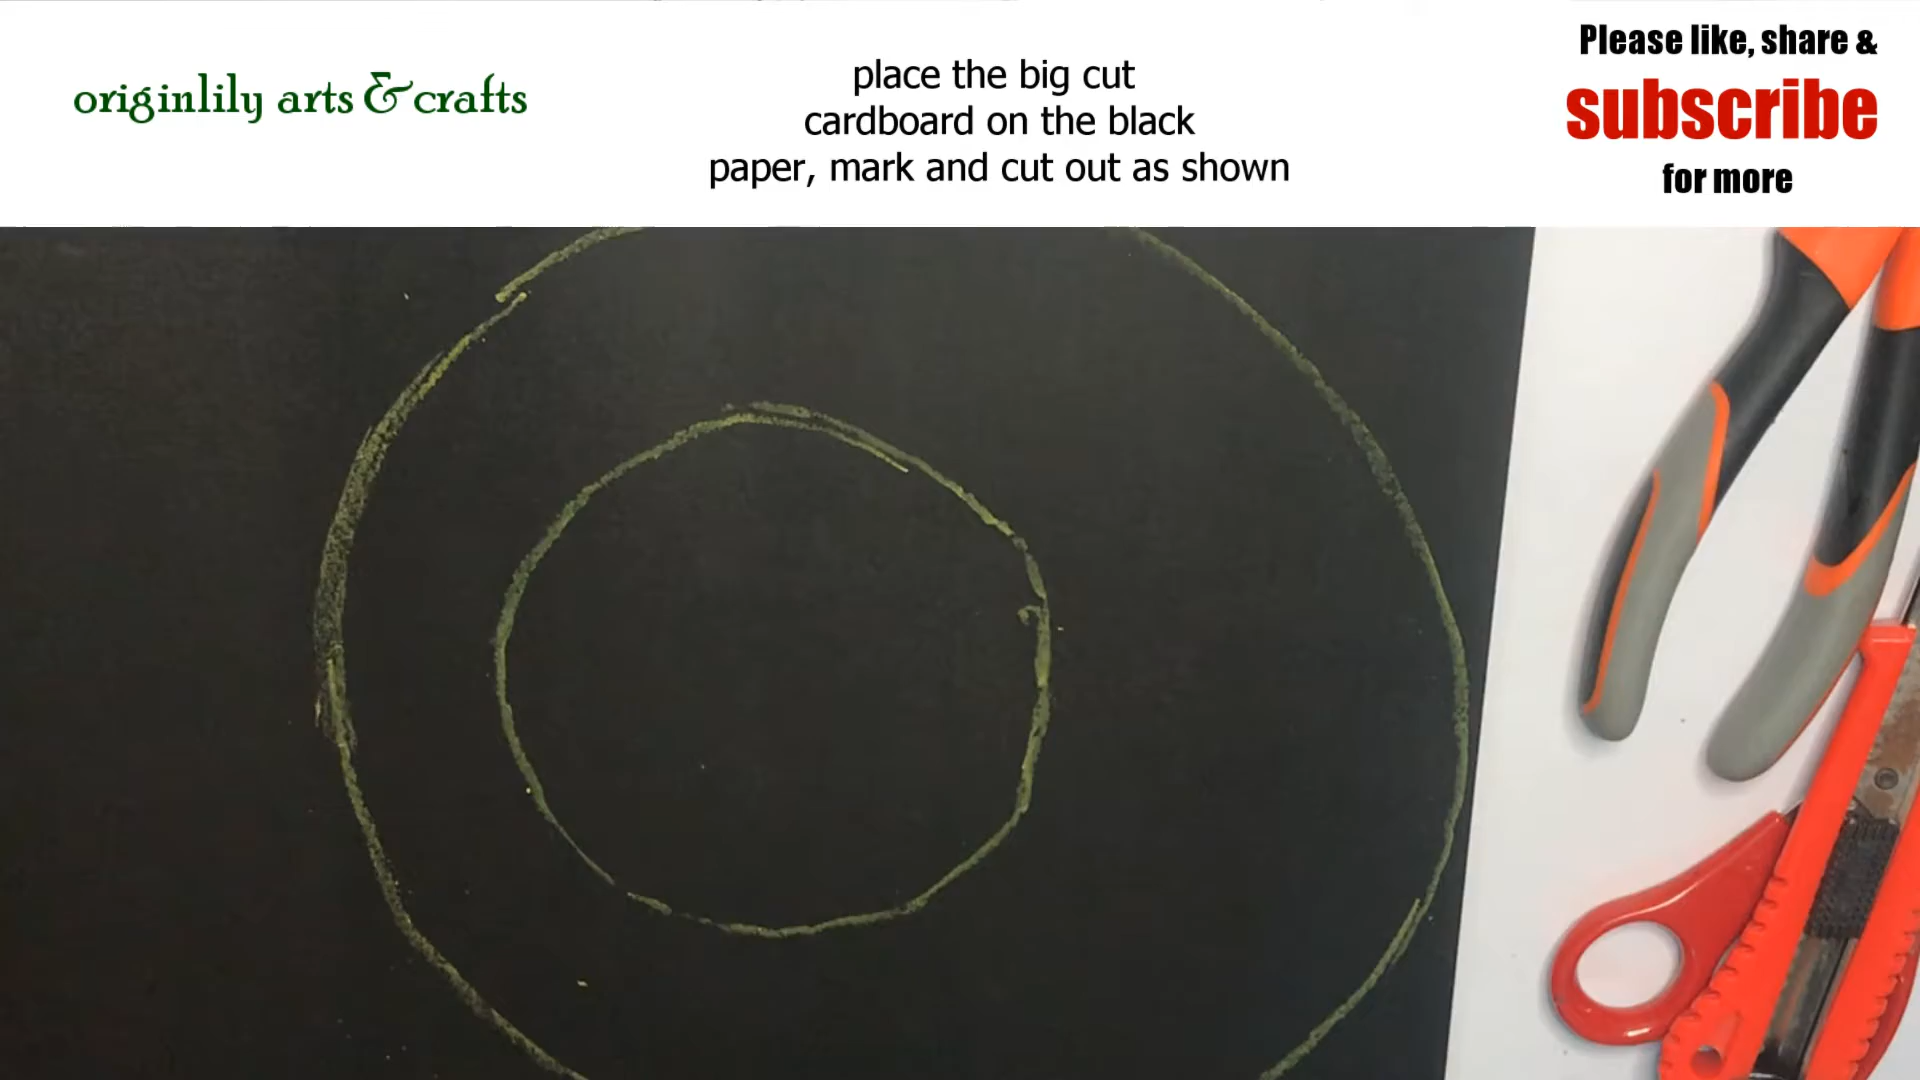 originlily arts & crafts
place the big cut
cardboard on the black
paper, mark and cut out as shown
Please like, share &
subscribe
for more